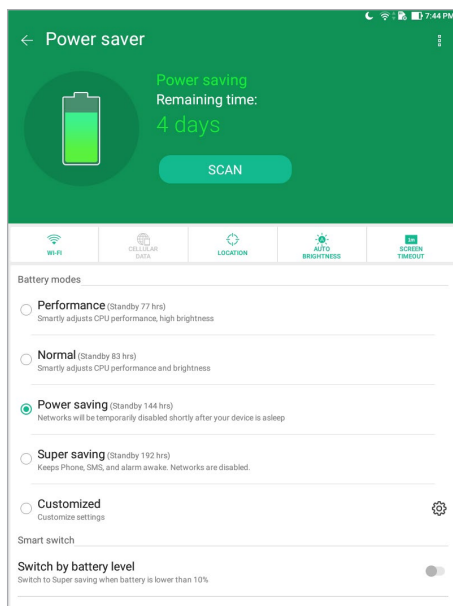 7:44 PM
Power saver
Power saving
Remaining time:
4 days
SCAN
WI-FI
CELLULAR
DATA
LOCATION
AUTO
BRIGHTNESS
1m
SCREEN
TIMEOUT
Battery modes
Performance (Standby 77 hrs)
Smartly adjusts CPU performance, high brightness
Normal (Standby 83 hrs)
Smartly adjusts CPU performance and brightness
Power saving (Standby 144 hrs)
Networks will be temporarily disabled shortly after your device is asleep
Super saving (Standby 192 hrs)
Keeps Phone, SMS, and alarm awake. Networks are disabled.
Customized
Customize settings
Smart switch
Switch by battery level
Switch to Super saving when battery is lower than 10%